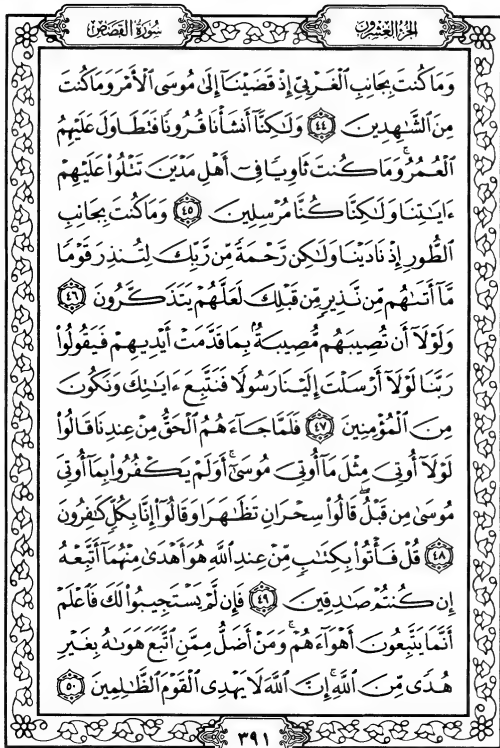 الجزء العشرون
سورة القصص
وَمَا كُنتَ بِجَانِبِ الْغَرْبِيِّ إِذْ قَضَيْنَآ إِلَىٰ مُوسَى الْأَمْرَ وَمَا كُنتَ
مِنَ الشَّٰهِدِينَ ٤٤ وَلَٰكِنَّآ أَنشَأْنَا قُرُونًا فَتَطَاوَلَ عَلَيْهِمُ
الْعُمُرُ ۚ وَمَا كُنتَ ثَاوِيًا فِىٓ أَهْلِ مَدْيَنَ تَتْلُوا۟ عَلَيْهِمْ
ءَايَٰتِنَا وَلَٰكِنَّا كُنَّا مُرْسِلِينَ ٤٥ وَمَا كُنتَ بِجَانِبِ
الطُّورِ إِذْ نَادَيْنَا وَلَٰكِن رَّحْمَةً مِّن رَّبِّكَ لِتُنذِرَ قَوْمًا
مَّآ أَتَىٰهُم مِّن نَّذِيرٍ مِّن قَبْلِكَ لَعَلَّهُمْ يَتَذَكَّرُونَ ٤٦
وَلَوْلَآ أَن تُصِيبَهُم مُّصِيبَةٌۢ بِمَا قَدَّمَتْ أَيْدِيهِمْ فَيَقُولُوا۟
رَبَّنَا لَوْلَآ أَرْسَلْتَ إِلَيْنَا رَسُولًا فَنَتَّبِعَ ءَايَٰتِكَ وَنَكُونَ
مِنَ الْمُؤْمِنِينَ ٤٧ فَلَمَّا جَآءَهُمُ الْحَقُّ مِنْ عِندِنَا قَالُوا۟
لَوْلَآ أُوتِىَ مِثْلَ مَآ أُوتِىَ مُوسَىٰٓ ۚ أَوَلَمْ يَكْفُرُوا۟ بِمَآ أُوتِىَ
مُوسَىٰ مِن قَبْلُ ۖ قَالُوا۟ سِحْرَانِ تَظَٰهَرَا وَقَالُوٓا۟ إِنَّا بِكُلٍّ كَٰفِرُونَ
٤٨ قُلْ فَأْتُوا۟ بِكِتَٰبٍ مِّنْ عِندِ اللَّهِ هُوَ أَهْدَىٰ مِنْهُمَآ أَتَّبِعْهُ
إِن كُنتُمْ صَٰدِقِينَ ٤٩ فَإِن لَّمْ يَسْتَجِيبُوا۟ لَكَ فَاعْلَمْ
أَنَّمَا يَتَّبِعُونَ أَهْوَآءَهُمْ ۚ وَمَنْ أَضَلُّ مِمَّنِ اتَّبَعَ هَوَىٰهُ بِغَيْرِ
هُدًى مِّنَ اللَّهِ ۚ إِنَّ اللَّهَ لَا يَهْدِى الْقَوْمَ الظَّٰلِمِينَ ٥٠
٣٩١